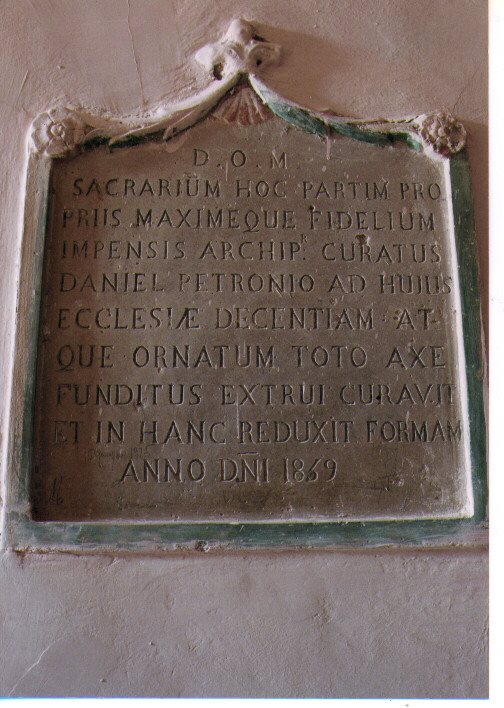 D.O.M.
SACRARIUM HOC PARTIM PRO
PRIIS MAXIMEQUE FIDELIUM
IMPENSIS ARCHIP. CURATUS
DANIEL PETRONIO AD HUIUS
ECCLESIÆ DECENTIAM AT
QUE ORNATUM TOTO AXE
FUNDITUS EXTRUI CURAVIT
ET IN HANC REDUXIT FORMAM
ANNO DNI 1869